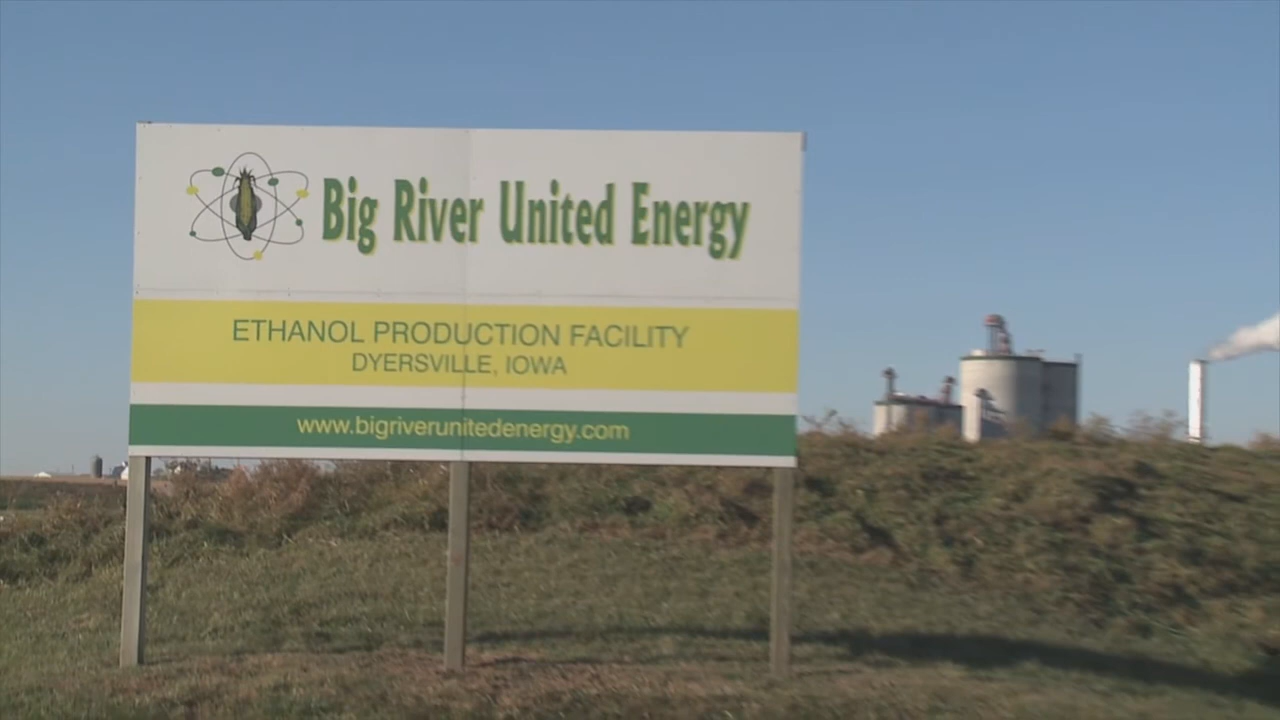 Big River United Energy
ETHANOL PRODUCTION FACILITY
DYERSVILLE, IOWA
www.bigriverunitedenergy.com